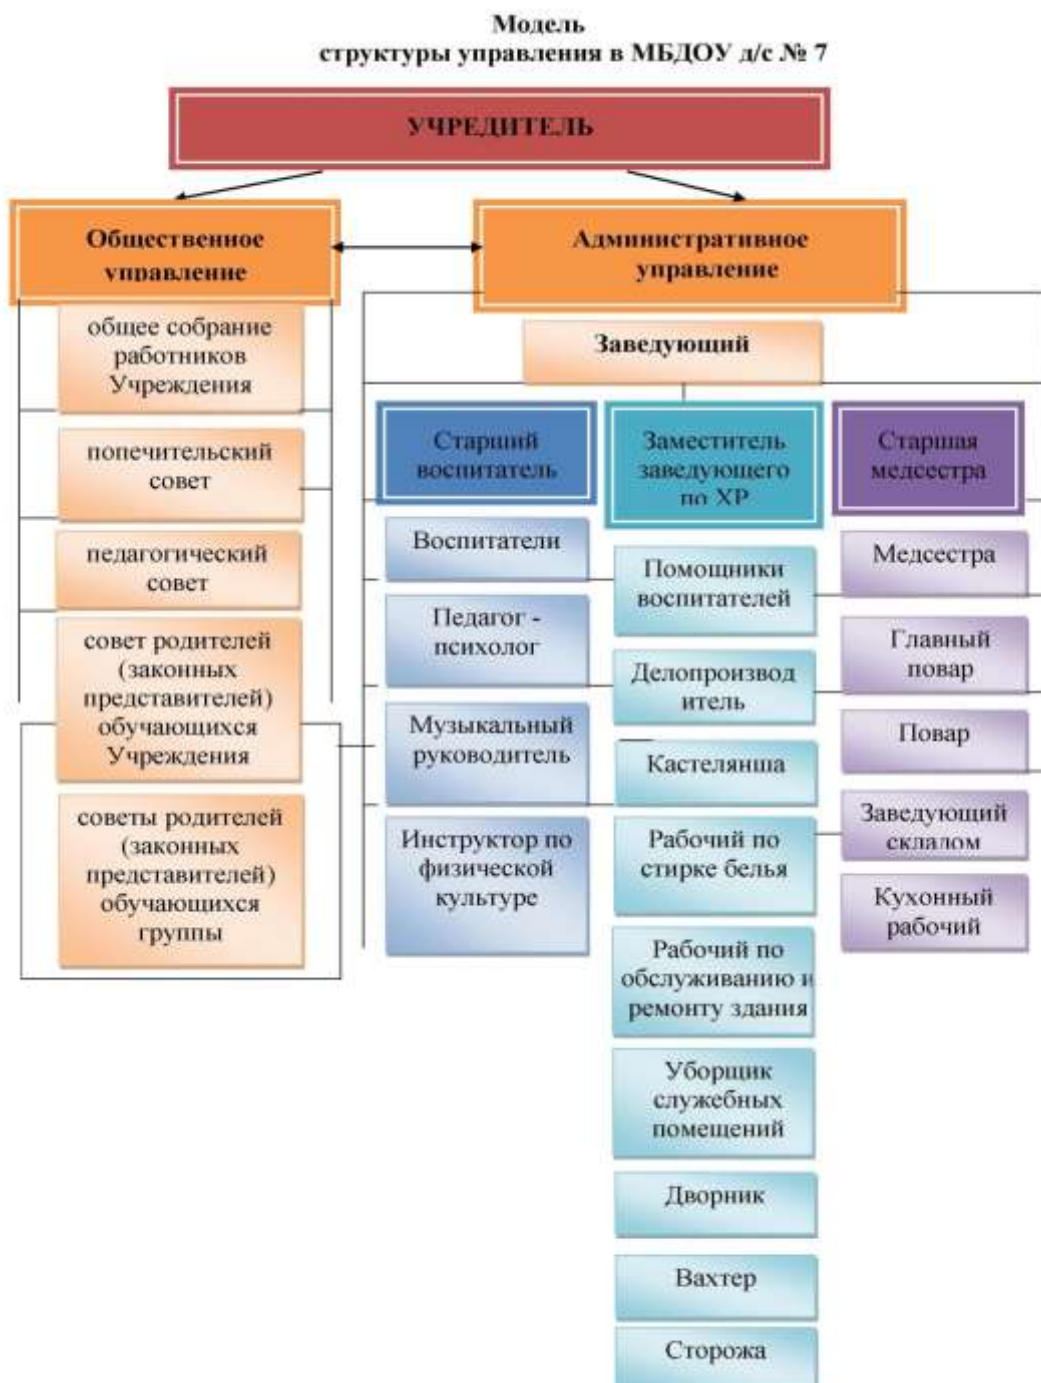 Модель
структуры управления в МБДОУ д/с № 7
УЧРЕДИТЕЛЬ
Общественное
управление
Административное
управление
общее собрание
работников
Учреждения
попечительский
совет
педагогический
совет
совет родителей
(законных
представителей)
обучающихся
Учреждения
советы родителей
(законных
представителей)
обучающихся
группы
Заведующий
Старший
воспитатель
Воспитатели
Педагог -
психолог
Музыкальный
руководитель
Инструктор по
физической
культуре
Заместитель
заведующего
по ХР
Помощники
воспитателей
Делопроизвод
итель
Кастелянша
Рабочий по
стирке белья
Рабочий по
обслуживанию и
ремонту здания
Уборщик
служебных
помещений
Дворник
Вахтер
Сторожа
Старшая
медсестра
Медсестра
Главный
повар
Повар
Заведующий
складом
Кухонный
рабочий